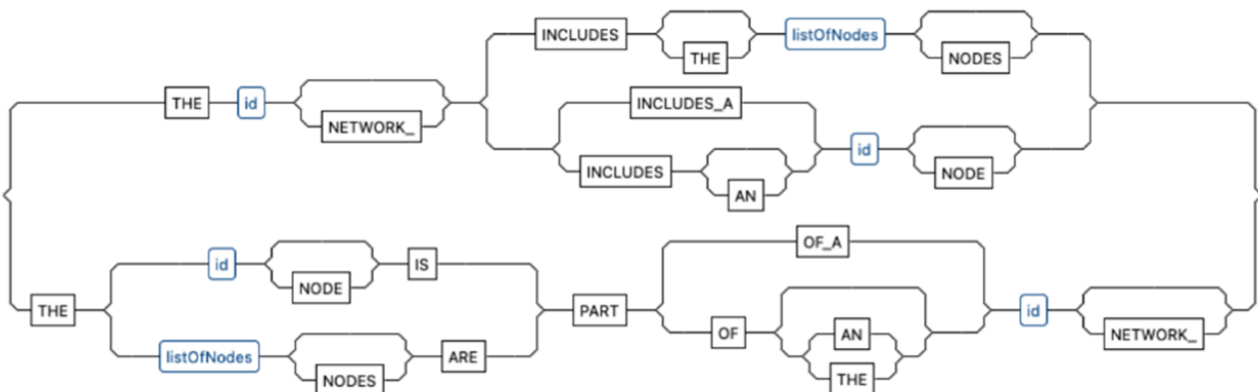 INCLUDES
THE
listOfNodes
NODES
THE
id
NETWORK_
INCLUDES_A
INCLUDES
AN
id
NODE
THE
id
NODE
IS
listOfNodes
NODES
ARE
PART
OF_A
OF
AN
THE
id
NETWORK_